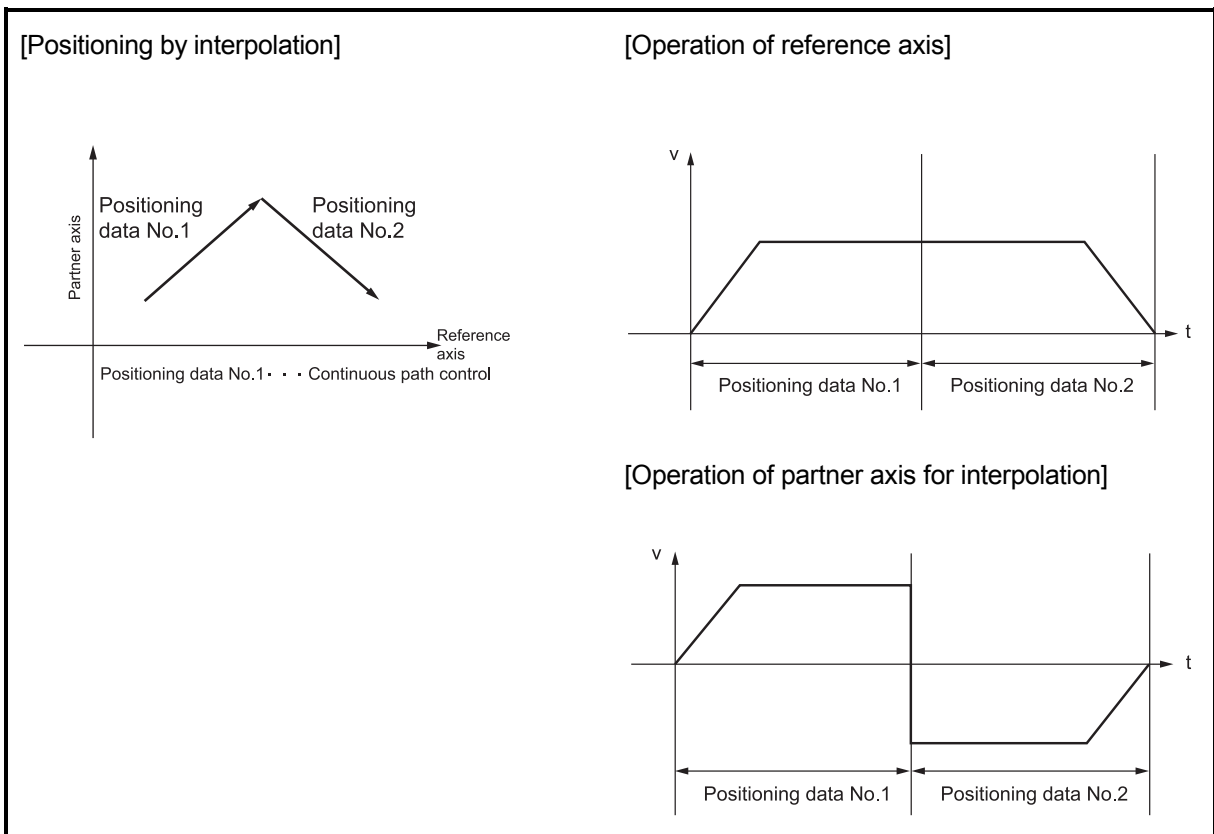 [Positioning by interpolation]
Partner axis
Positioning
data No.1
Positioning
data No.2
Reference
axis
Positioning data No.1・・・Continuous path control
[Operation of reference axis]
v
t
Positioning data No.1
Positioning data No.2
[Operation of partner axis for interpolation]
v
t
Positioning data No.1
Positioning data No.2